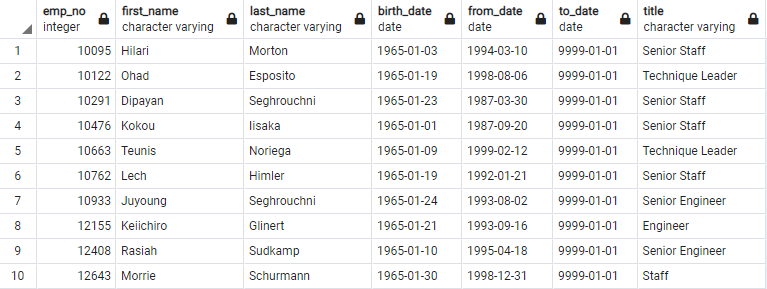 emp_no first_name last_name birth_date from_date to_date title
integer character varying character varying date date date character varying
1 10095 Hilari Morton 1965-01-03 1994-03-10 9999-01-01 Senior Staff
2 10122 Ohad Esposito 1965-01-19 1998-08-06 9999-01-01 Technique Leader
3 10291 Dipayan Seghrouchni 1965-01-23 1987-03-30 9999-01-01 Senior Staff
4 10476 Kokou Iisaka 1965-01-01 1987-09-20 9999-01-01 Senior Staff
5 10663 Teunis Noriega 1965-01-09 1999-02-12 9999-01-01 Technique Leader
6 10762 Lech Himler 1965-01-19 1992-01-21 9999-01-01 Senior Staff
7 10933 Juyoung Seghrouchni 1965-01-24 1993-08-02 9999-01-01 Senior Engineer
8 12155 Keiichiro Glinert 1965-01-21 1993-09-16 9999-01-01 Engineer
9 12408 Rasiah Sudkamp 1965-01-10 1995-04-18 9999-01-01 Senior Engineer
10 12643 Morrie Schurmann 1965-01-30 1998-12-31 9999-01-01 Staff